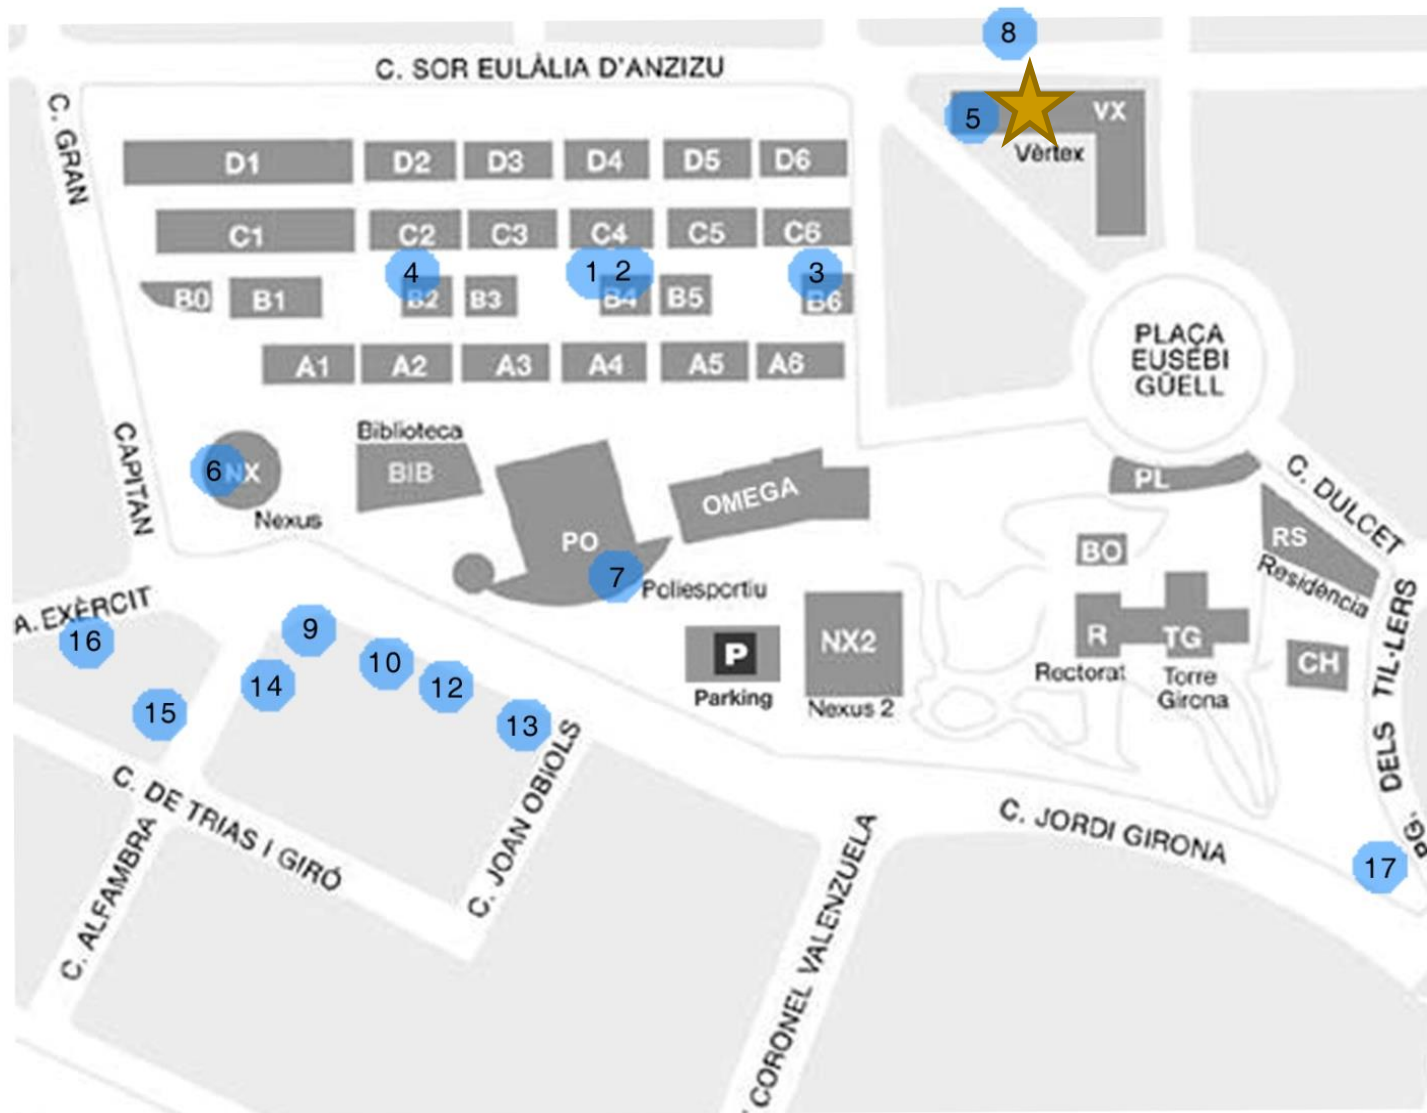 8
C. SOR EULÀLIA D'ANZIZU
C. GRAN
CAPITAN
5
VX
Vèrtex
D1
D2
D3
D4
D5
D6
C1
C2
C3
C4
C5
C6
4
1
2
3
B0
B1
B2
B3
B4
B5
B6
A1
A2
A3
A4
A5
A6
PLAÇA
EUSÉBI
GÜELL
Biblioteca
BIB
6
NX
Nexus
PO
7
Poliesportiu
OMEGA
PL
C. DULCET
RS
Residència
BO
R
TG
Rectorat
Torre
Girona
CH
P
Parking
NX2
Nexus 2
A. EXÈRCIT
16
9
10
12
13
14
15
C. DE TRIAS I GIRÓ
C. ALFAMBRA
C. JOAN OBIOLS
CORONEL VALENZUELA
C. JORDI GIRONA
PG. DELS TIL·LERS
17